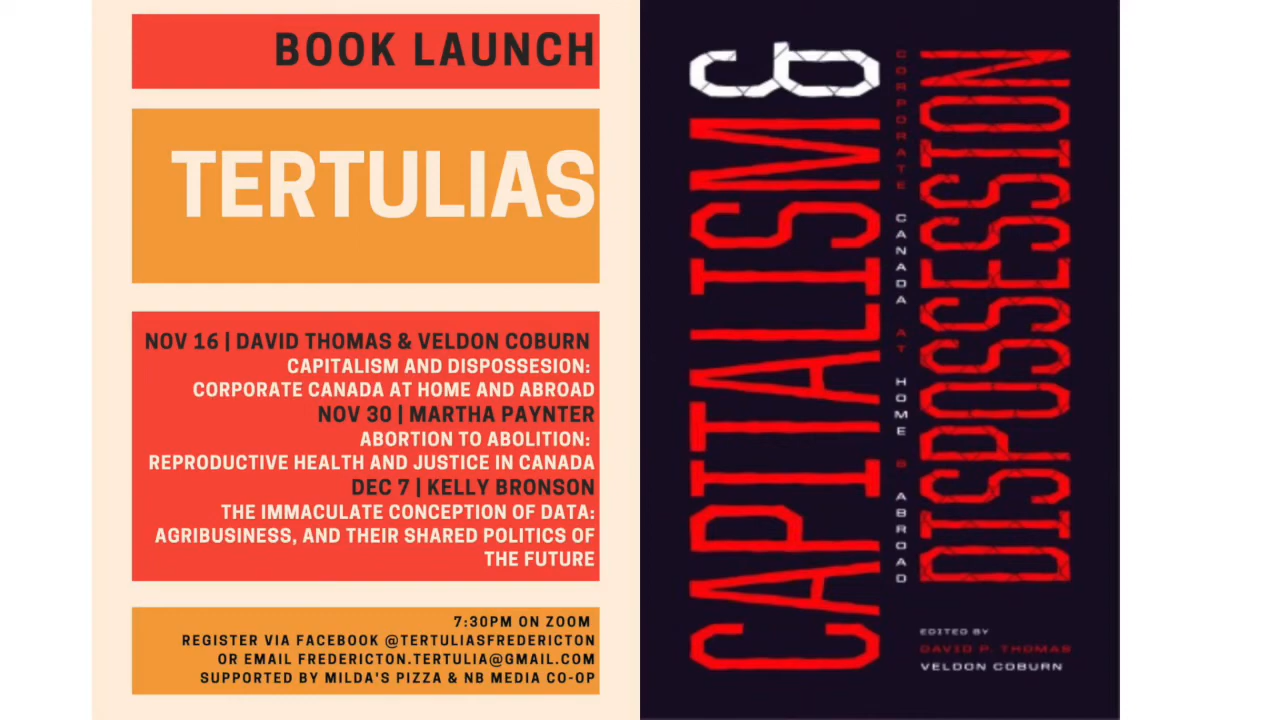 BOOK LAUNCH
TERTULIAS
NOV 16 | DAVID THOMAS & VELDON COBURN
CAPITALISM AND DISPOSSESION:
CORPORATE CANADA AT HOME AND ABROAD
NOV 30 | MARTHA PAYNTER
ABORTION TO ABOLITION:
REPRODUCTIVE HEALTH AND JUSTICE IN CANADA
DEC 7 | KELLY BRONSON
THE IMMACULATE CONCEPTION OF DATA:
AGRIBUSINESS, AND THEIR SHARED POLITICS OF
THE FUTURE
7:30PM ON ZOOM
REGISTER VIA FACEBOOK @TERTULIASFREDERICTON
OR EMAIL FREDERICTON.TERTULIA@GMAIL.COM
SUPPORTED BY MILDA'S PIZZA & NB MEDIA CO-OP
CAPITALISM &
CORPORATE CANADA AT HOME & ABROAD
DISPOSSESSION
EDITED BY
DAVID P. THOMAS
VELDON COBURN